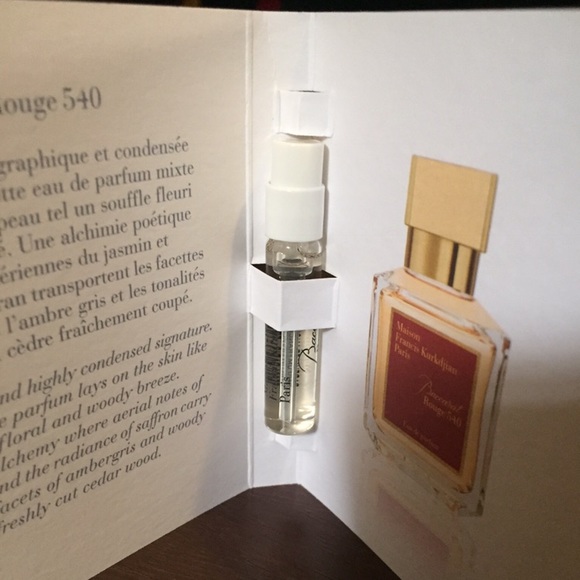 Rouge 540
graphique et condensée
tte eau de parfum mixte
peau tel un souffle fleuri
. Une alchimie poétique
ériennes du jasmin et
ran transportent les facettes
l'ambre gris et les tonalités
cèdre fraîchement coupé.
nd highly condensed signature.
e parfum lays on the skin like
floral and woody breeze.
lchemy where aerial notes of
nd the radiance of saffron carry
facets of ambergris and woody
freshly cut cedar wood.
Paris
Bacc
Maison
Francis Kurkdjian
Paris
Baccarat
Rouge 540
Eau de parfum